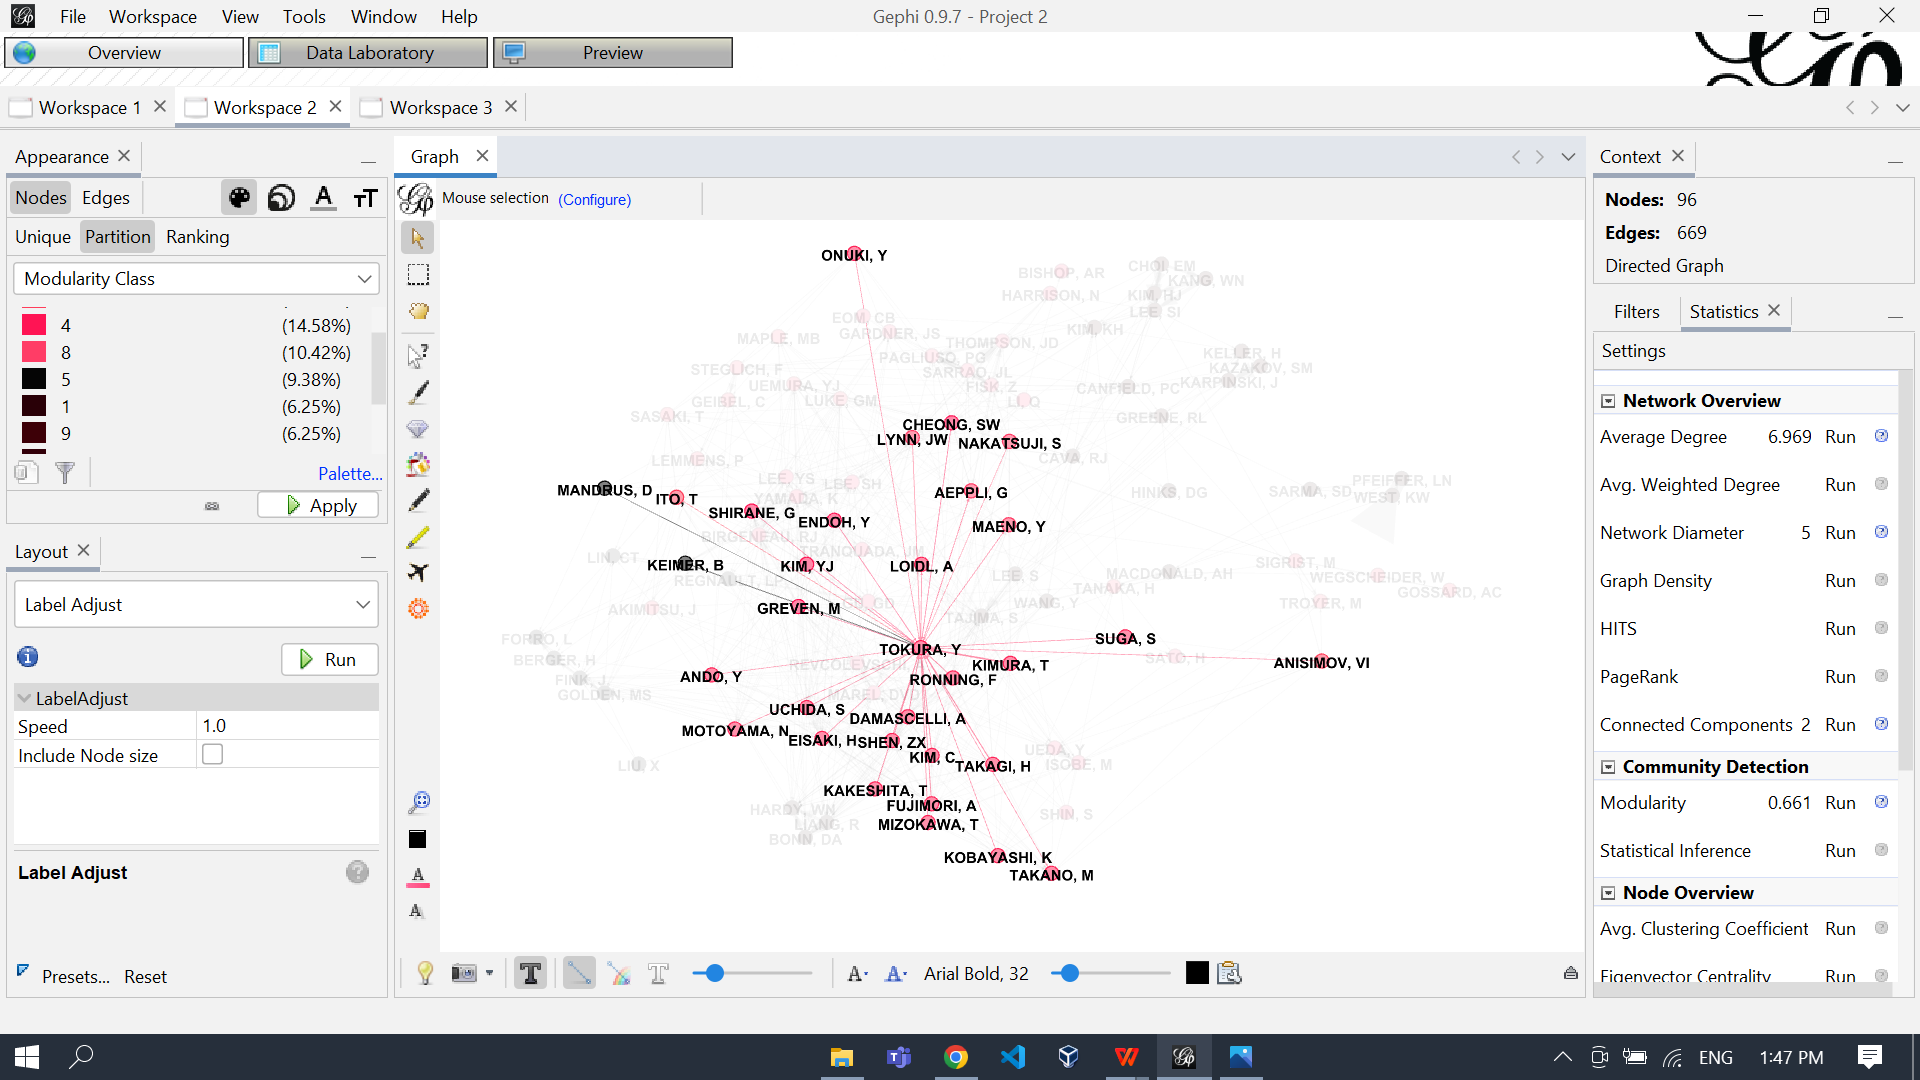 File Workspace View Tools Window Help
Gephi 0.9.7 - Project 2
Overview Data Laboratory Preview
Workspace 1 Workspace 2 Workspace 3
Appearance
Nodes Edges
Unique Partition Ranking
Modularity Class
4 (14.58%)
8 (10.42%)
5 (9.38%)
1 (6.25%)
9 (6.25%)
Palette...
Apply
Layout
Label Adjust
Run
LabelAdjust
Speed 1.0
Include Node size
Label Adjust
Presets... Reset
Graph
Mouse selection (Configure)
ONUKI, Y
BISHOP, AR
CHOI, EM
KANG, WN
HARRISON, N
KIM, HJ
LEE, SI
EOM, CB
GARDNER, JS
KIM, KH
MAPLE, MB
THOMPSON, JD
PAGLIUSO, PG
KELLER, H
STEGLICH, F
SARRAO, JL
KAZAKOV, SM
UEMURA, YJ
FISK, Z
CANFIELD, PC
KARPINSKI, J
GEIBEL, C
LUKE, GM
LI, Q
SASAKI, T
GREENE, RL
CHEONG, SW
LYNN, JW
NAKATSUJI, S
LEMMENS, P
CAVA, RJ
LEE, YS
LEE, SH
PFEIFFER, LN
MANDRUS, D
ITO, T
YAMADA, K
AEPPLI, G
HINKS, DG
SARMA, SD
WEST, KW
SHIRANE, G
ENDOH, Y
MAENO, Y
BIRGENEAU, RJ
TRANQUADA, JM
LIN, CT
KEIMER, B
KIM, YJ
LOIDL, A
SIGRIST, M
REGNAULT, LP
LEE, S
MACDONALD, AH
WEGSCHEIDER, W
TANAKA, H
GOSSARD, AC
AKIMITSU, J
GREVEN, M
GU, GD
WANG, Y
TROYER, M
TAJIMA, S
FORRO, L
SUGA, S
TOKURA, Y
BERGER, H
REVCOLEVSCHI,
KIMURA, T
SATO, H
ANISIMOV, VI
FINK, J
ANDO, Y
RONNING, F
GOLDEN, MS
MAREL, DVD
UCHIDA, S
DAMASCELLI, A
MOTOYAMA, N
EISAKI, H
SHEN, ZX
KIM, C
UEDA, Y
LIU, X
TAKAGI, H
ISOBE, M
KAKESHITA, T
FUJIMORI, A
HARDY, WN
SHIN, S
LIANG, R
MIZOKAWA, T
BONN, DA
KOBAYASHI, K
TAKANO, M
Arial Bold, 32
Context
Nodes: 96
Edges: 669
Directed Graph
Filters Statistics
Settings
Network Overview
Average Degree 6.969 Run
Avg. Weighted Degree Run
Network Diameter 5 Run
Graph Density Run
HITS Run
PageRank Run
Connected Components 2 Run
Community Detection
Modularity 0.661 Run
Statistical Inference Run
Node Overview
Avg. Clustering Coefficient Run
Eigenvector Centrality Run
ENG 1:47 PM